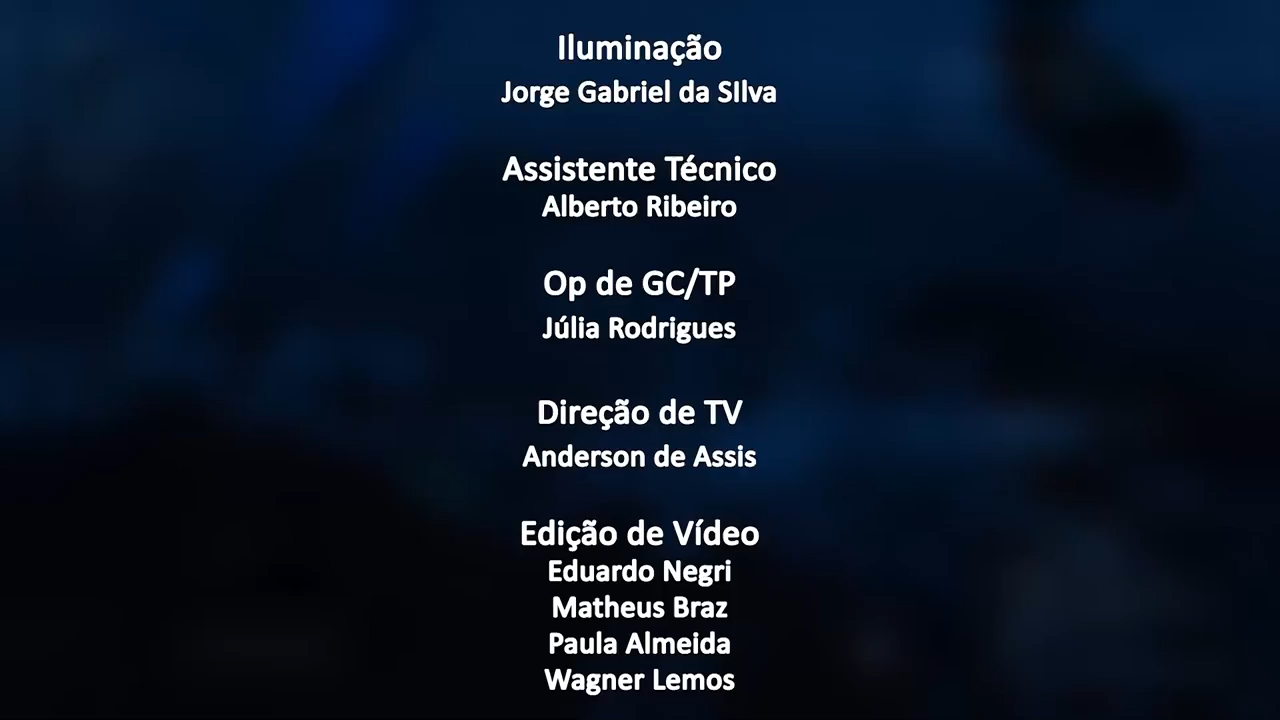 Iluminação
Jorge Gabriel da SIlva
Assistente Técnico
Alberto Ribeiro
Op de GC/TP
Júlia Rodrigues
Direção de TV
Anderson de Assis
Edição de Vídeo
Eduardo Negri
Matheus Braz
Paula Almeida
Wagner Lemos